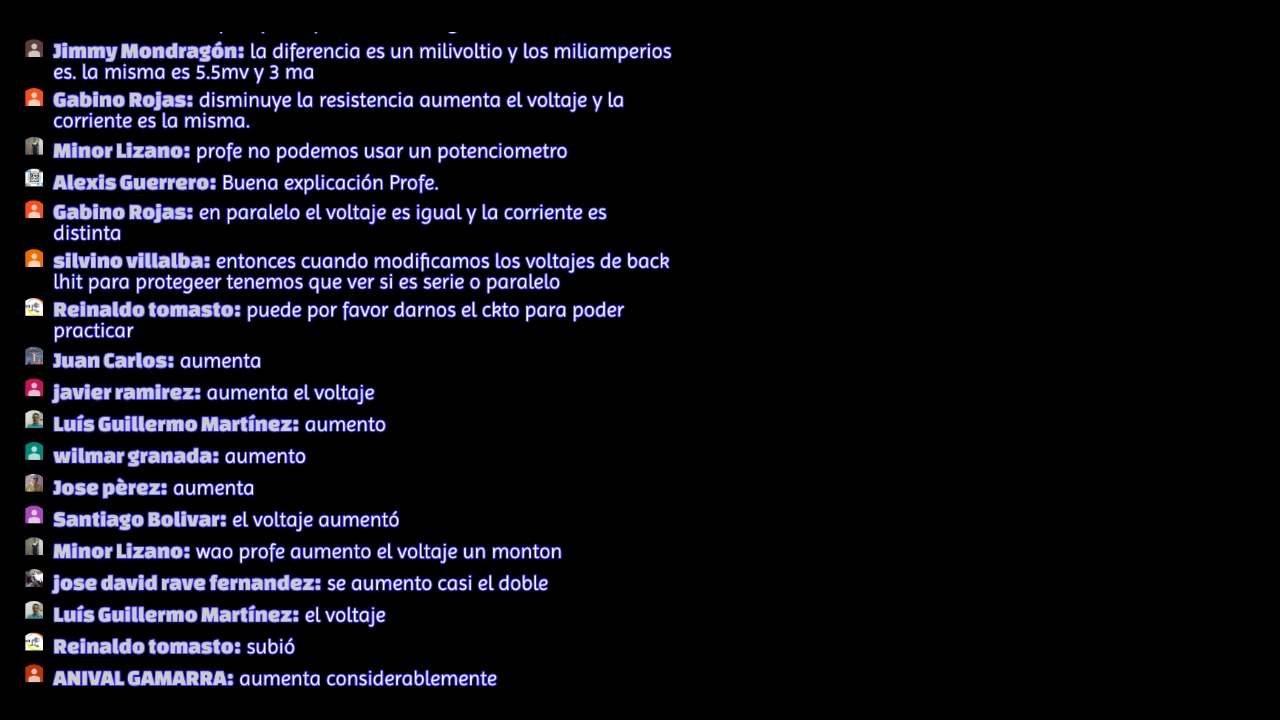 Jimmy Mondragón: la diferencia es un milivoltio y los miliamperios
es. la misma es 5.5mv y 3 ma
Gabino Rojas: disminuye la resistencia aumenta el voltaje y la
corriente es la misma.
Minor Lizano: profe no podemos usar un potenciometro
Alexis Guerrero: Buena explicación Profe.
Gabino Rojas: en paralelo el voltaje es igual y la corriente es
distinta
silvino villalba: entonces cuando modificamos los voltajes de back
lhit para protegeer tenemos que ver si es serie o paralelo
Reinaldo tomasto: puede por favor darnos el ckto para poder
practicar
Juan Carlos: aumenta
javier ramirez: aumenta el voltaje
Luís Guillermo Martínez: aumento
wilmar granada: aumento
Jose pèrez: aumenta
Santiago Bolivar: el voltaje aumentó
Minor Lizano: wao profe aumento el voltaje un monton
jose david rave fernandez: se aumento casi el doble
Luís Guillermo Martínez: el voltaje
Reinaldo tomasto: subió
ANIVAL GAMARRA: aumenta considerablemente